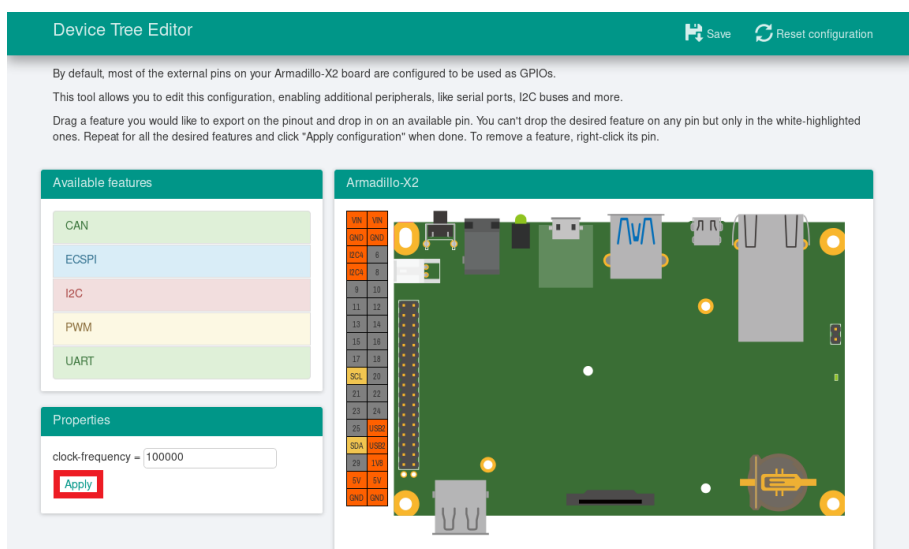 Device Tree Editor
Save
Reset configuration
By default, most of the external pins on your Armadillo-X2 board are configured to be used as GPIOs.
This tool allows you to edit this configuration, enabling additional peripherals, like serial ports, I2C buses and more.
Drag a feature you would like to export on the pinout and drop in on an available pin. You can't drop the desired feature on any pin but only in the white-highlighted
ones. Repeat for all the desired features and click "Apply configuration" when done. To remove a feature, right-click its pin.
Available features
CAN
ECSPI
I2C
PWM
UART
Properties
clock-frequency = 100000
Apply
Armadillo-X2
VIN VIN
GND GND
I2C4 6
I2C4 8
9 10
11 12
13 14
15 16
17 18
SCL 20
21 22
23 24
25 USB2
SDA USB2
29 1V8
5V 5V
GND GND